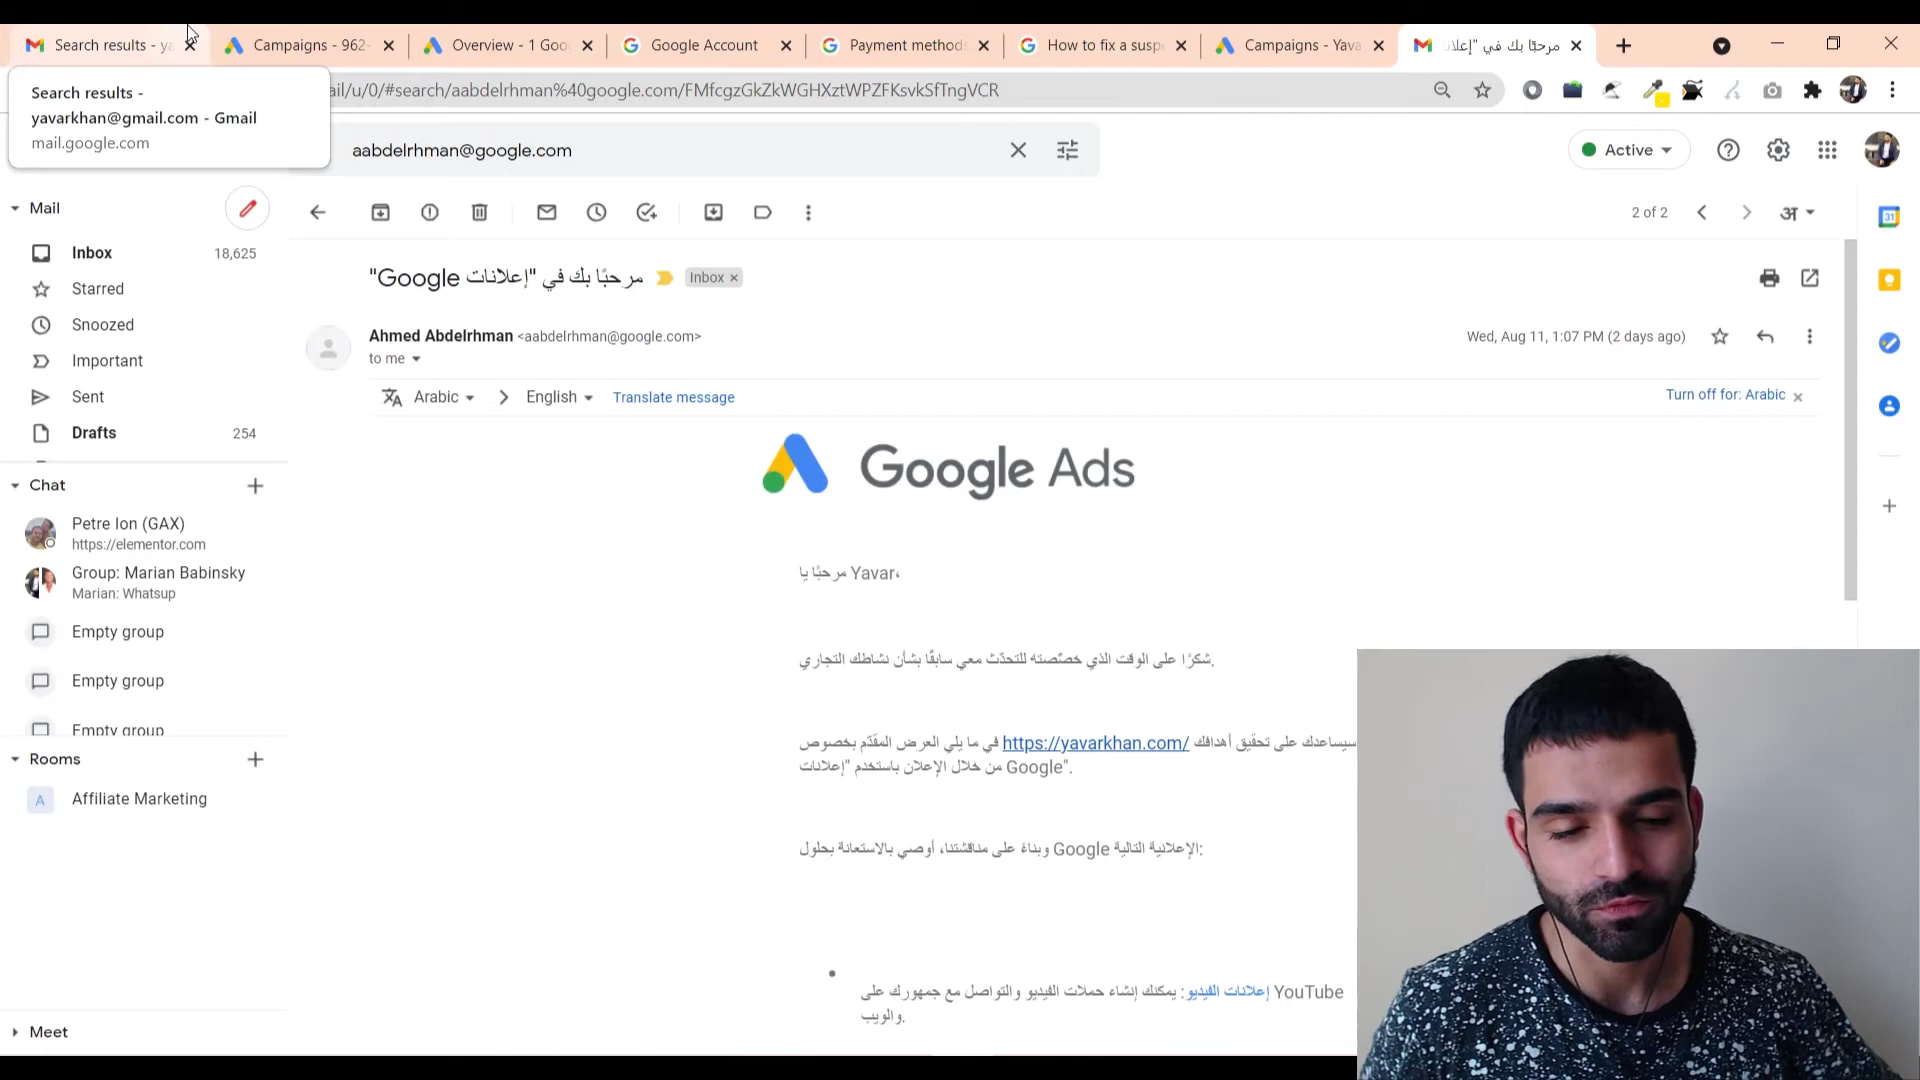 Search results - ya
Campaigns - 962-
Overview - 1 Goo
Google Account
Payment methods
How to fix a susp
Campaigns - Yava
مرحبًا بك في "إعلان
ail/u/0/#search/aabdelrhman%40google.com/FMfcgzGkZkWGHXztWPZFKsvkSfTngVCR
Search results -
yavarkhan@gmail.com - Gmail
mail.google.com
aabdelrhman@google.com
Active
Mail
2 of 2
अ
31
Inbox 18,625
مرحبًا بك في "إعلانات Google"
Inbox
Starred
Snoozed
Ahmed Abdelrhman <aabdelrhman@google.com>
Wed, Aug 11, 1:07 PM (2 days ago)
to me
Important
Sent
Arabic > English Translate message
Turn off for: Arabic
Drafts 254
Google Ads
Chat
Petre Ion (GAX)
https://elementor.com
Group: Marian Babinsky
Marian: Whatsup
Empty group
Empty group
Empty group
Rooms
A Affiliate Marketing
Meet
مرحبًا يا Yavar،
شكرًا على الوقت الذي خصّصته للتحدّث معي سابقًا بشأن نشاطك التجاري.
في ما يلي العرض المقدّم بخصوص https://yavarkhan.com/ سيساعدك على تحقيق أهدافك
من خلال الإعلان باستخدم "إعلانات Google".
وبناءً على مناقشتنا، أوصي بالاستعانة بحلول Google الإعلانية التالية:
إعلانات الفيديو: يمكنك إنشاء حملات الفيديو والتواصل مع جمهورك على YouTube
والويب.